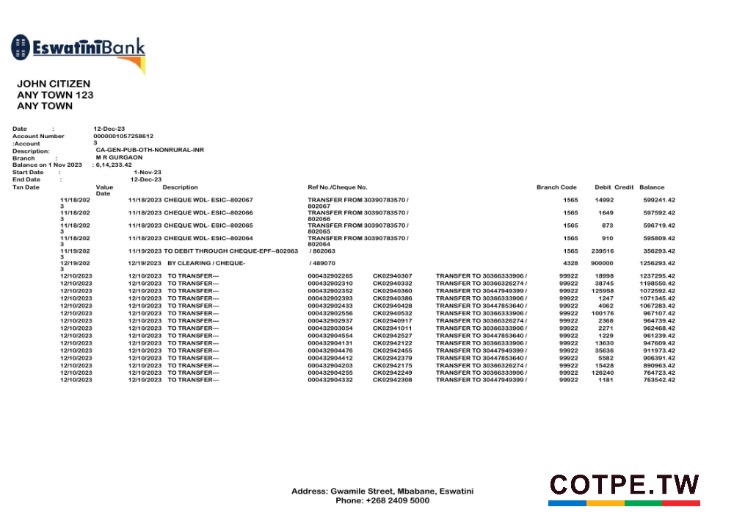 EswatiniBank
JOHN CITIZEN
ANY TOWN 123
ANY TOWN
Date : 12-Dec-23
Account Number 0000001057258612
:Account 3
Description: CA-GEN-PUB-OTH-NONRURAL-INR
Branch : M R GURGAON
Balance on 1 Nov 2023 : 6,14,233.42
Start Date : 1-Nov-23
End Date : 12-Dec-23
Txn Date Value Date Description Ref No./Cheque No. Branch Code Debit Credit Balance
11/18/2023 11/18/2023 CHEQUE WDL- ESIC--802067 TRANSFER FROM 30390783570 / 802067 1565 14992 599241.42
11/18/2023 11/18/2023 CHEQUE WDL- ESIC--802066 TRANSFER FROM 30390783570 / 802066 1565 1649 597592.42
11/18/2023 11/18/2023 CHEQUE WDL- ESIC--802065 TRANSFER FROM 30390783570 / 802065 1565 873 596719.42
11/18/2023 11/18/2023 CHEQUE WDL- ESIC--802064 TRANSFER FROM 30390783570 / 802064 1565 910 595809.42
11/19/2023 11/19/2023 TO DEBIT THROUGH CHEQUE-EPF--802063 / 802063 1565 239516 356293.42
12/19/2023 12/19/2023 BY CLEARING / CHEQUE- / 489070 4328 900000 1256293.42
12/10/2023 12/10/2023 TO TRANSFER--- 000432902265 CK02940307 TRANSFER TO 30366333906 / 99922 18998 1237295.42
12/10/2023 12/10/2023 TO TRANSFER--- 000432902310 CK02940332 TRANSFER TO 30366326274 / 99922 38745 1198550.42
12/10/2023 12/10/2023 TO TRANSFER--- 000432902352 CK02940360 TRANSFER TO 30447949399 / 99922 125958 1072592.42
12/10/2023 12/10/2023 TO TRANSFER--- 000432902393 CK02940386 TRANSFER TO 30366333906 / 99922 1247 1071345.42
12/10/2023 12/10/2023 TO TRANSFER--- 000432902433 CK02940428 TRANSFER TO 30447853640 / 99922 4062 1067283.42
12/10/2023 12/10/2023 TO TRANSFER--- 000432902556 CK02940532 TRANSFER TO 30366333906 / 99922 100176 967107.42
12/10/2023 12/10/2023 TO TRANSFER--- 000432902937 CK02940917 TRANSFER TO 30366326274 / 99922 2368 964739.42
12/10/2023 12/10/2023 TO TRANSFER--- 000432903054 CK02941011 TRANSFER TO 30366333906 / 99922 2271 962468.42
12/10/2023 12/10/2023 TO TRANSFER--- 000432904554 CK02942527 TRANSFER TO 30447853640 / 99922 1229 961239.42
12/10/2023 12/10/2023 TO TRANSFER--- 000432904131 CK02942122 TRANSFER TO 30366333906 / 99922 13630 947609.42
12/10/2023 12/10/2023 TO TRANSFER--- 000432904476 CK02942455 TRANSFER TO 30447949399 / 99922 35636 911973.42
12/10/2023 12/10/2023 TO TRANSFER--- 000432904412 CK02942379 TRANSFER TO 30447853640 / 99922 5582 906391.42
12/10/2023 12/10/2023 TO TRANSFER--- 000432904203 CK02942175 TRANSFER TO 30366326274 / 99922 15428 890963.42
12/10/2023 12/10/2023 TO TRANSFER--- 000432904255 CK02942249 TRANSFER TO 30366333906 / 99922 126240 764723.42
12/10/2023 12/10/2023 TO TRANSFER--- 000432904332 CK02942308 TRANSFER TO 30447949399 / 99922 1181 763542.42
Address: Gwamile Street, Mbabane, Eswatini
Phone: +268 2409 5000
COTPE.TW